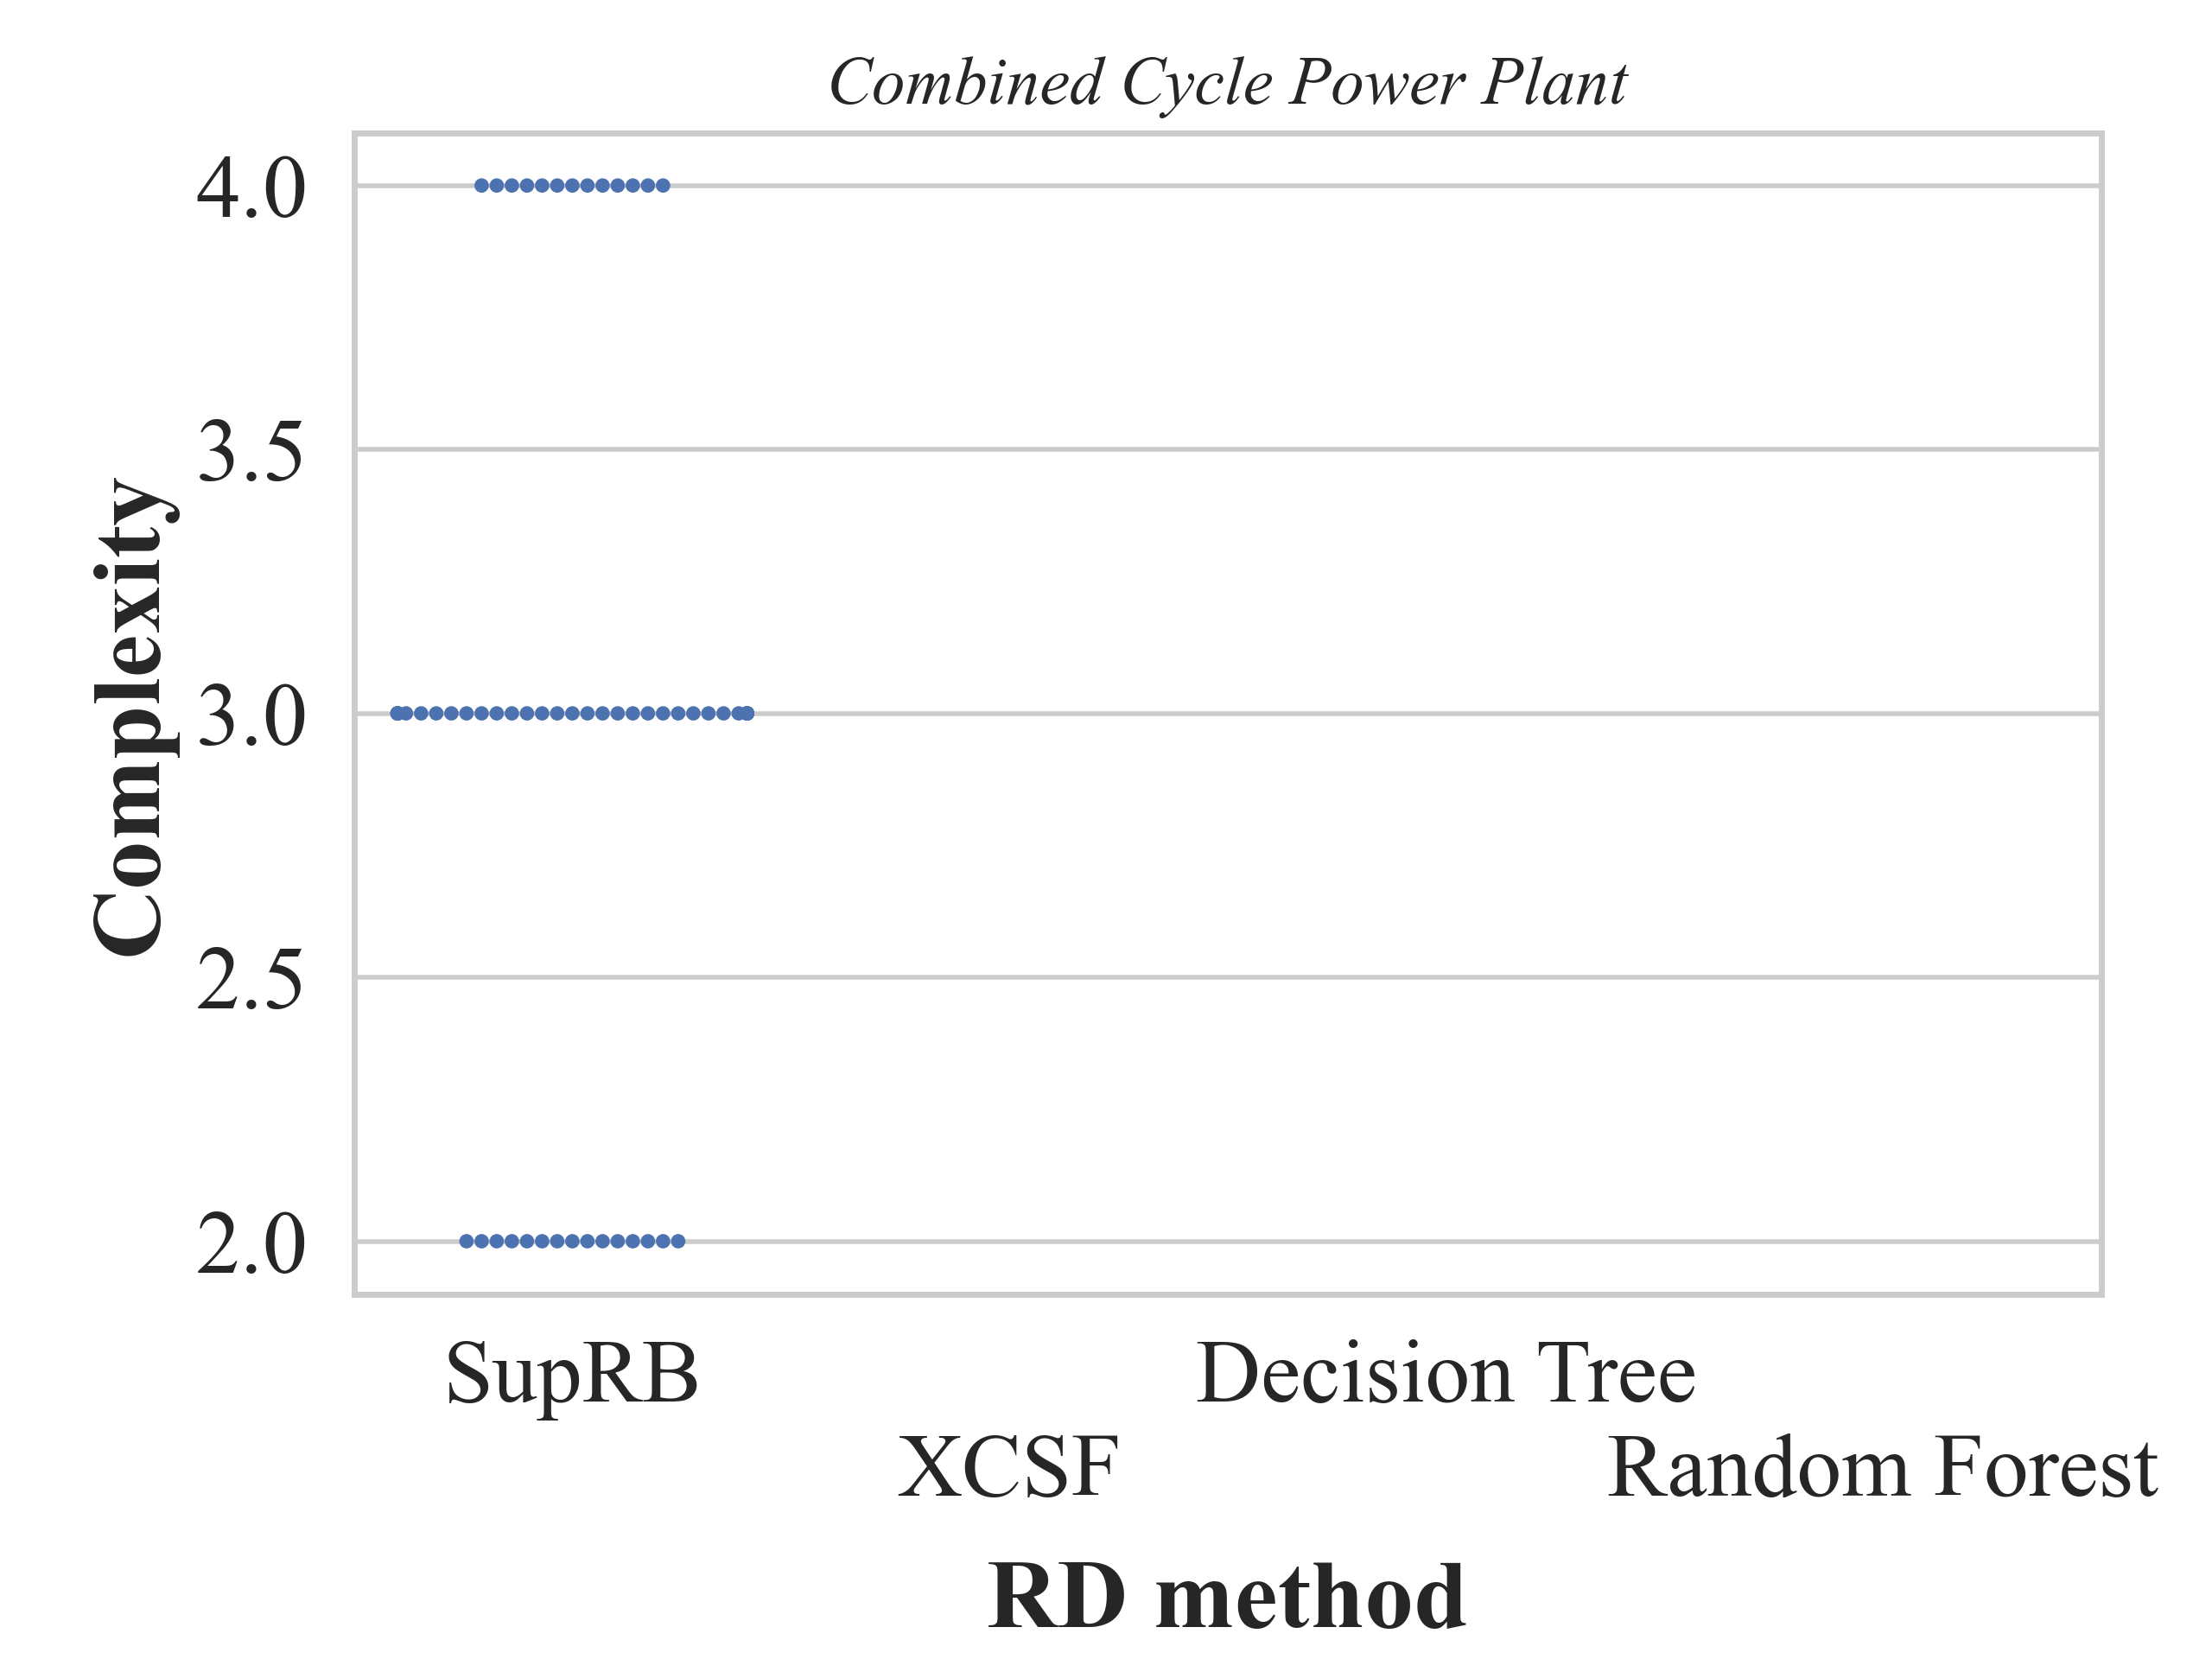 Combined Cycle Power Plant
4.0
3.5
3.0
2.5
2.0
Complexity
SupRB
Decision Tree
XCSF
Random Forest
RD method